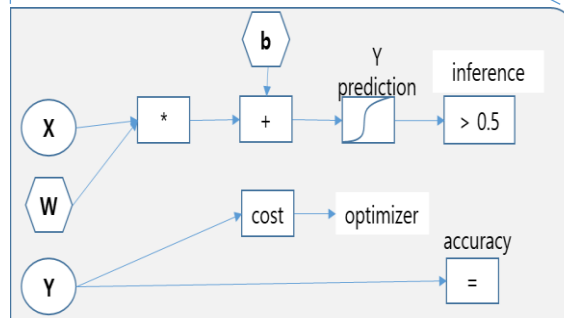 b
Y
prediction
inference
X
*
+
> 0.5
W
cost
optimizer
accuracy
Y
=